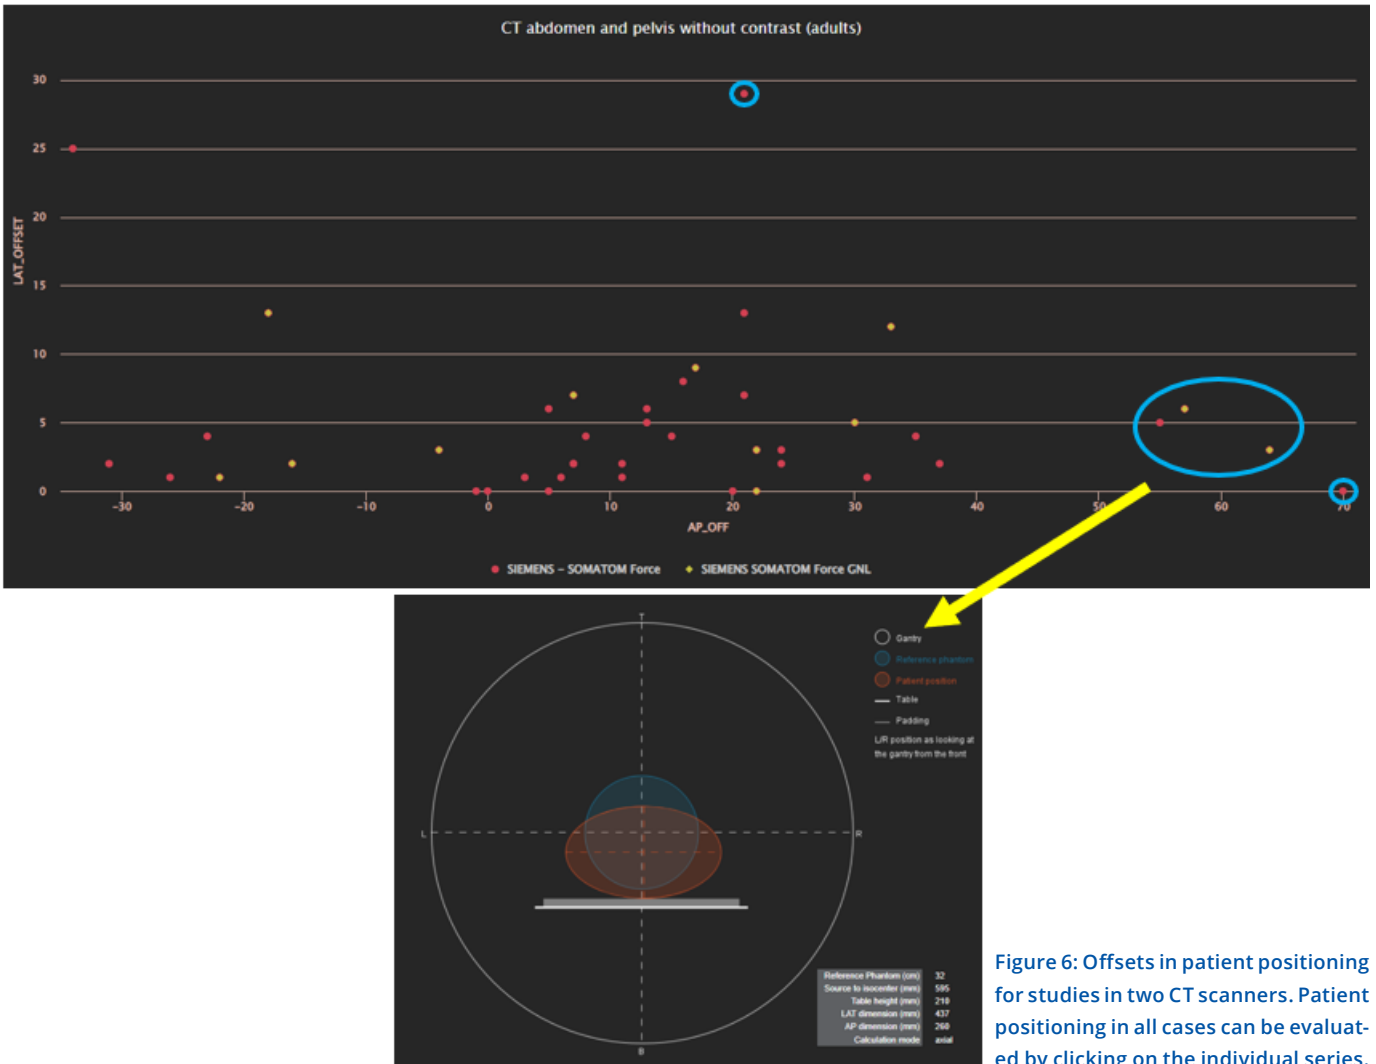 CT abdomen and pelvis without contrast (adults)
30
25
20
15
10
5
0
LAT_OFFSET
-30
-20
-10
0
10
20
30
40
50
60
70
AP_OFF
SIEMENS - SOMATOM Force
SIEMENS SOMATOM Force GNL
T
L
R
B
Gantry
Reference phantom
Patient position
Table
Padding
L/R position as looking at
the gantry from the front
Reference Phantom (cm) 32
Source to isocenter (mm) 595
Table height (mm) 210
LAT dimension (mm) 437
AP dimension (mm) 260
Calculation mode axial
Figure 6: Offsets in patient positioning
for studies in two CT scanners. Patient
positioning in all cases can be evaluat-
ed by clicking on the individual series.